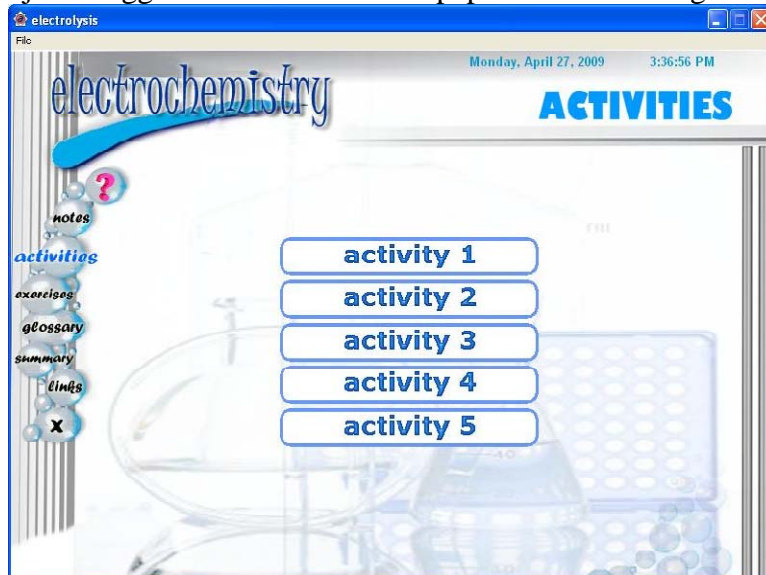 electrolysis
File
Monday, April 27, 2009 3:36:56 PM
electrochemistry
ACTIVITIES
?
notes
activities
exercises
glossary
summary
links
x
activity 1
activity 2
activity 3
activity 4
activity 5
40